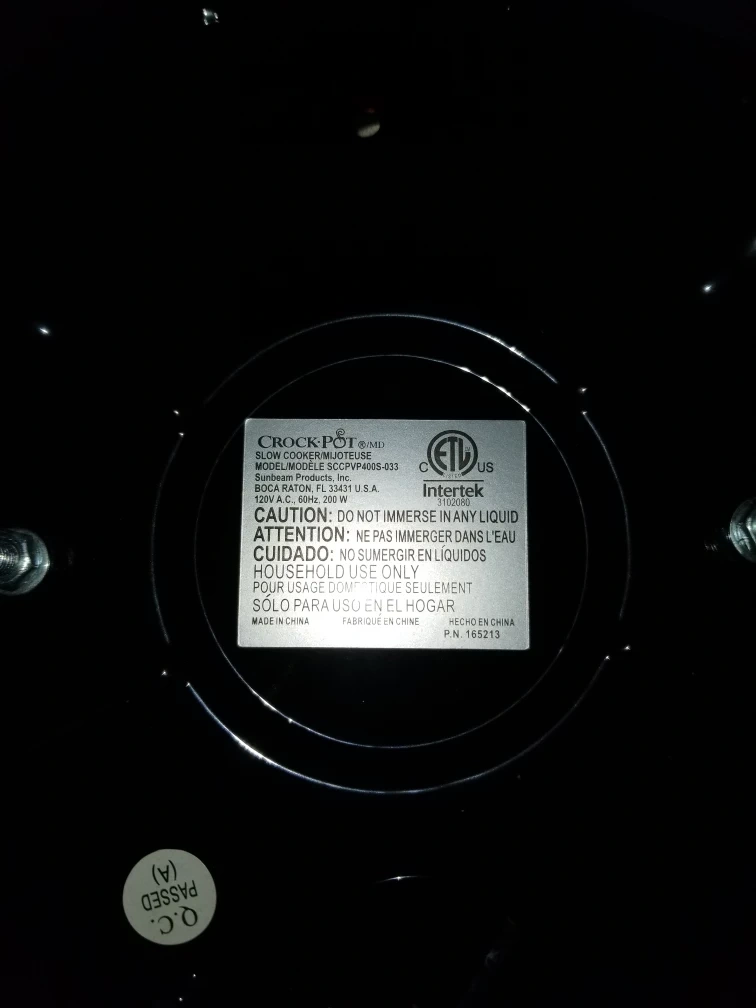 CROCK·POT®/MD
SLOW COOKER/MIJOTEUSE
MODEL/MODÈLE SCCPVP400S-033
Sunbeam Products, Inc.
BOCA RATON, FL 33431 U.S.A.
120V A.C., 60Hz, 200 W
ETL
LISTED
C US
Intertek
3102080
CAUTION: DO NOT IMMERSE IN ANY LIQUID
ATTENTION: NE PAS IMMERGER DANS L'EAU
CUIDADO: NO SUMERGIR EN LÍQUIDOS
HOUSEHOLD USE ONLY
POUR USAGE DOMESTIQUE SEULEMENT
SÓLO PARA USO EN EL HOGAR
MADE IN CHINA FABRIQUÉ EN CHINE HECHO EN CHINA
P.N. 165213
Q.C.
PASSED
(A)